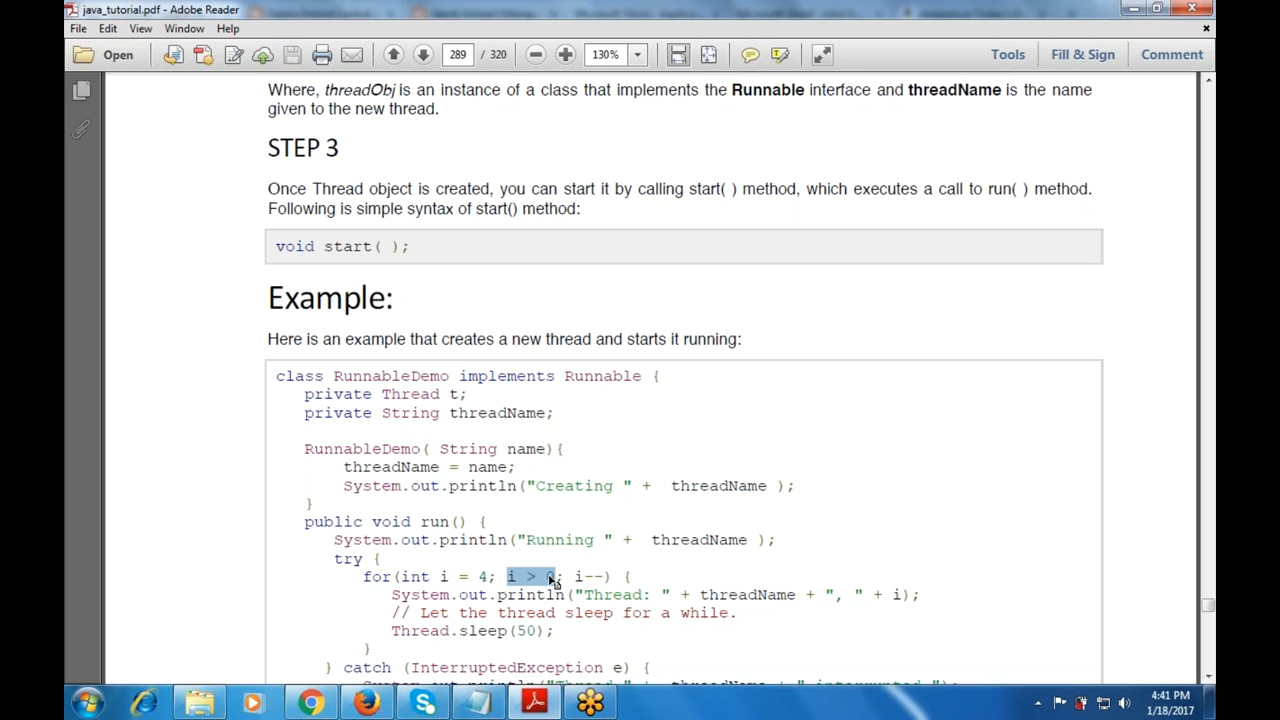 java_tutorial.pdf - Adobe Reader
File Edit View Window Help
Open 289 / 320 130% Tools Fill & Sign Comment
Where, threadObj is an instance of a class that implements the Runnable interface and threadName is the name
given to the new thread.
STEP 3
Once Thread object is created, you can start it by calling start( ) method, which executes a call to run( ) method.
Following is simple syntax of start() method:
void start( );
Example:
Here is an example that creates a new thread and starts it running:
class RunnableDemo implements Runnable {
private Thread t;
private String threadName;
RunnableDemo( String name){
threadName = name;
System.out.println("Creating " + threadName );
}
public void run() {
System.out.println("Running " + threadName );
try {
for(int i = 4; i > 0; i--) {
System.out.println("Thread: " + threadName + ", " + i);
// Let the thread sleep for a while.
Thread.sleep(50);
}
} catch (InterruptedException e) {
4:41 PM
1/18/2017